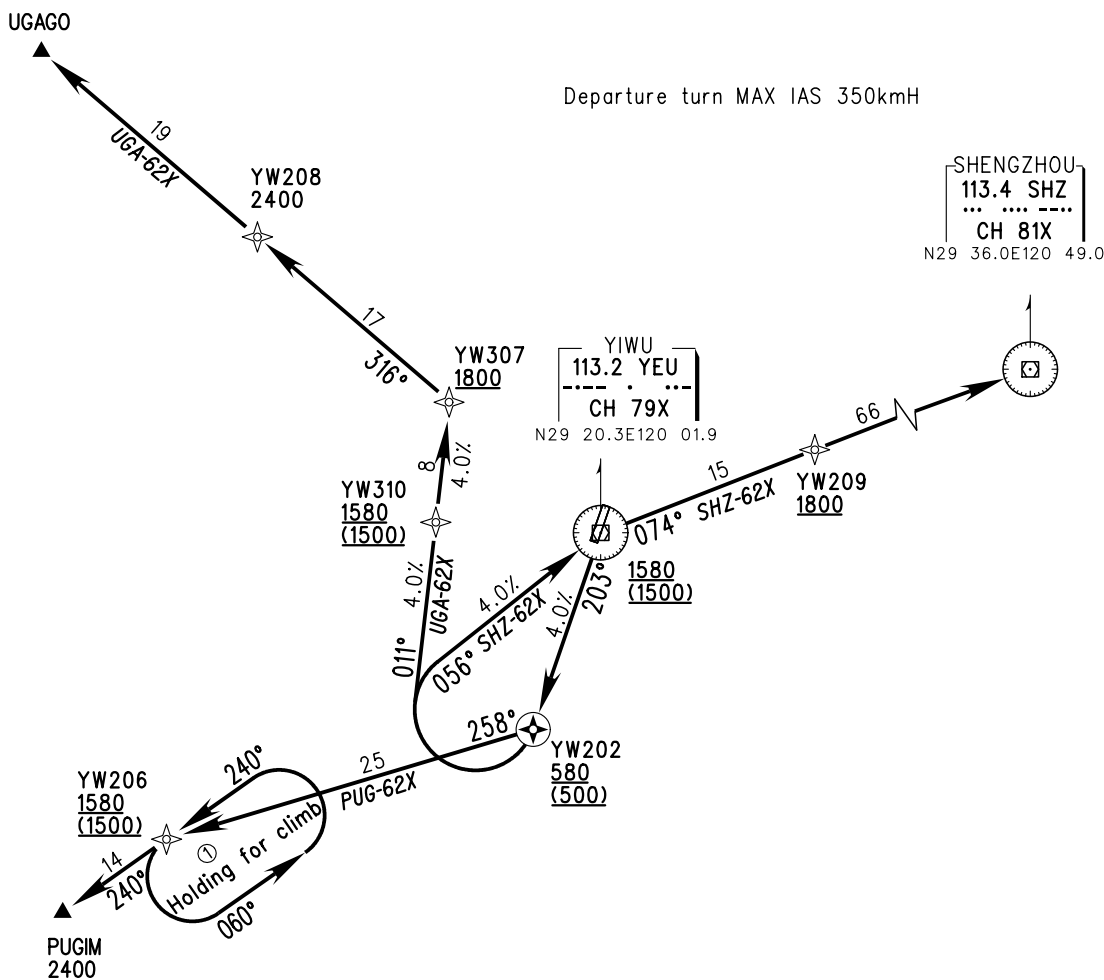 UGAGO
Departure turn MAX IAS 350kmH
19
UGA-62X
YW208
2400
SHENGZHOU
113.4 SHZ
CH 81X
N29 36.0E120 49.0
17
316°
YW307
1800
YIWU
113.2 YEU
CH 79X
N29 20.3E120 01.9
66
8
4.0%
YW310
1580
(1500)
15
074° SHZ-62X
YW209
1800
4.0%
UGA-62X
011°
4.0%
056° SHZ-62X
203°
4.0%
1580
(1500)
258°
YW202
580
(500)
25
PUG-62X
YW206
1580
(1500)
240°
Holding for climb
1
060°
14
240°
PUGIM
2400